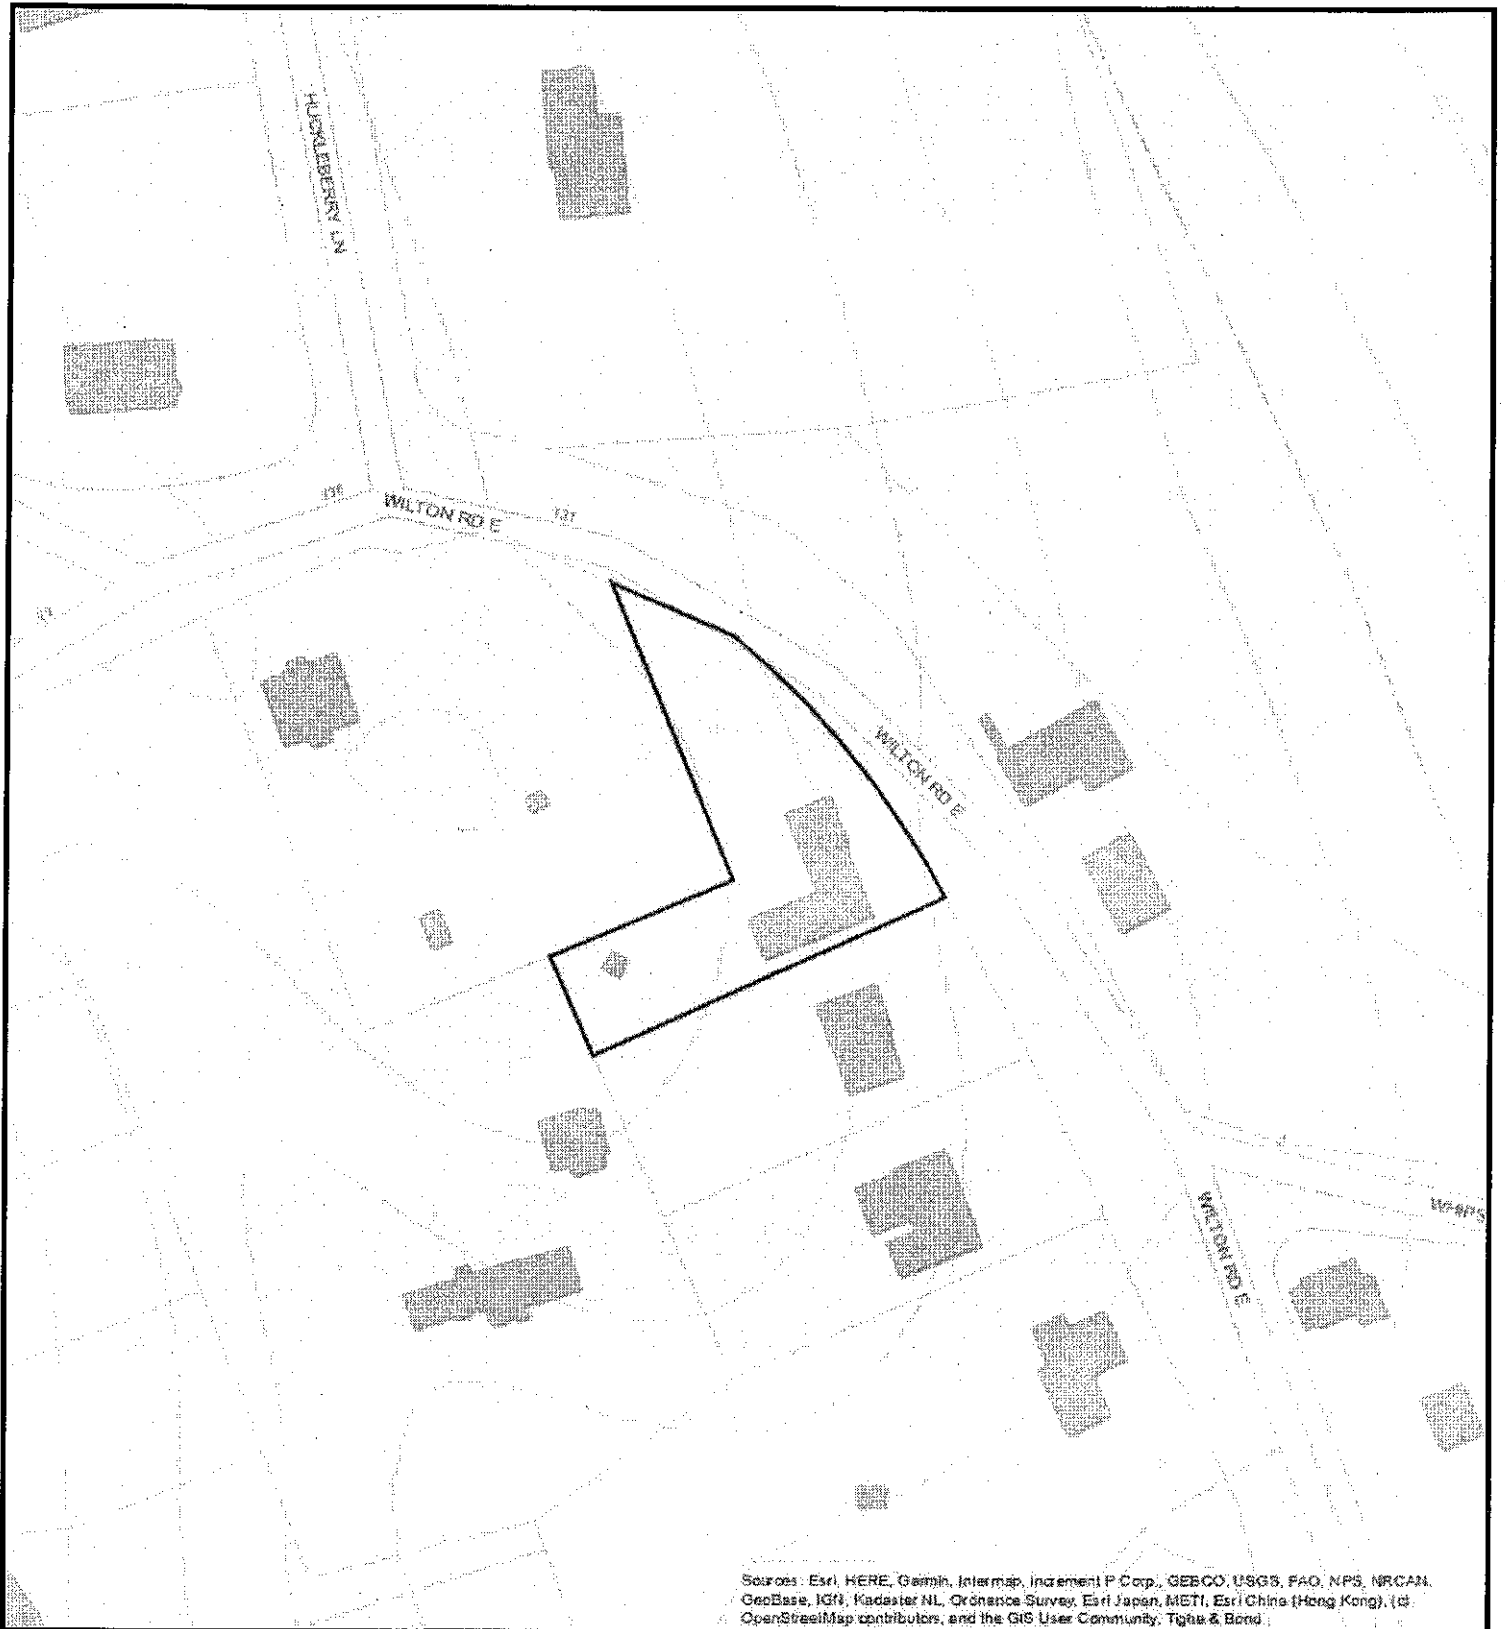 HUCKLEBERRY LN
WILTON RD E
131
WILTON RD E
WILTON RD E
Sources: Esri, HERE, Garmin, Intermap, increment P Corp., GEBCO, USGS, FAO, NPS, NRCAN,
GeoBase, IGN, Kadaster NL, Ordnance Survey, Esri Japan, METI, Esri China (Hong Kong), (c)
OpenStreetMap contributors, and the GIS User Community, Tighe & Bond